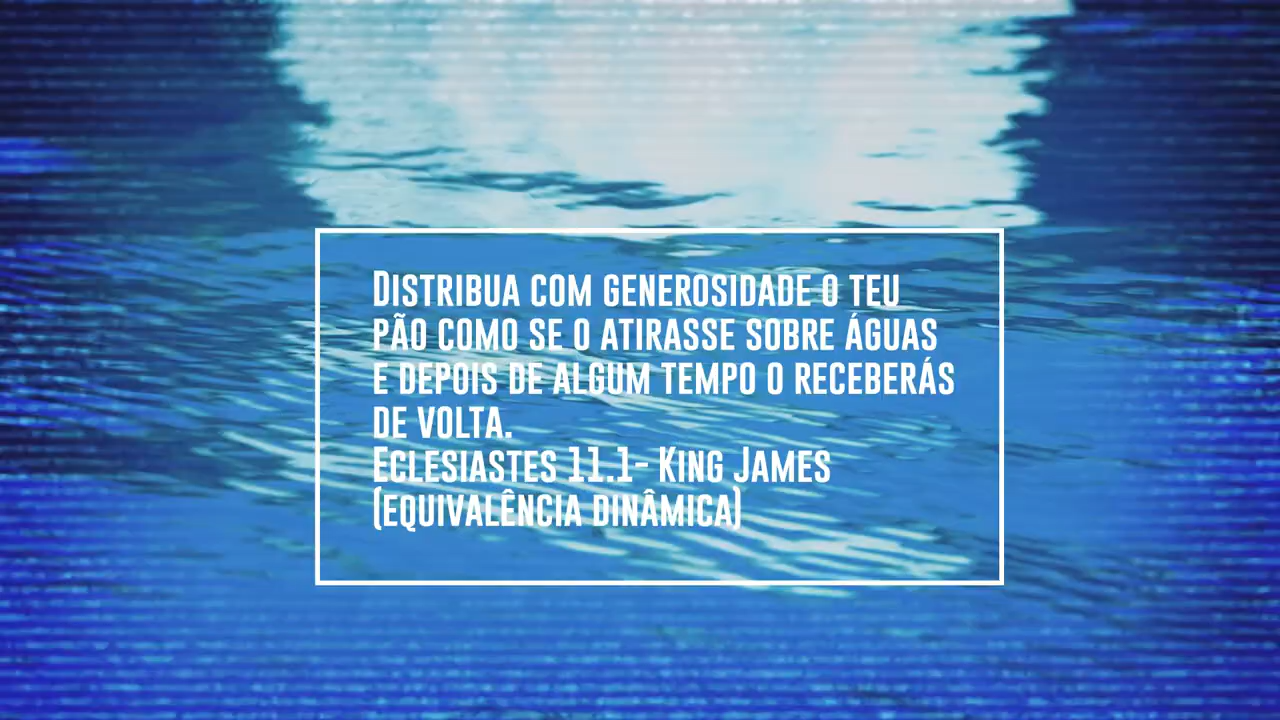 Distribua com generosidade o teu
pão como se o atirasse sobre águas
e depois de algum tempo o receberás
de volta.
Eclesiastes 11.1- King James
(equivalência dinâmica)